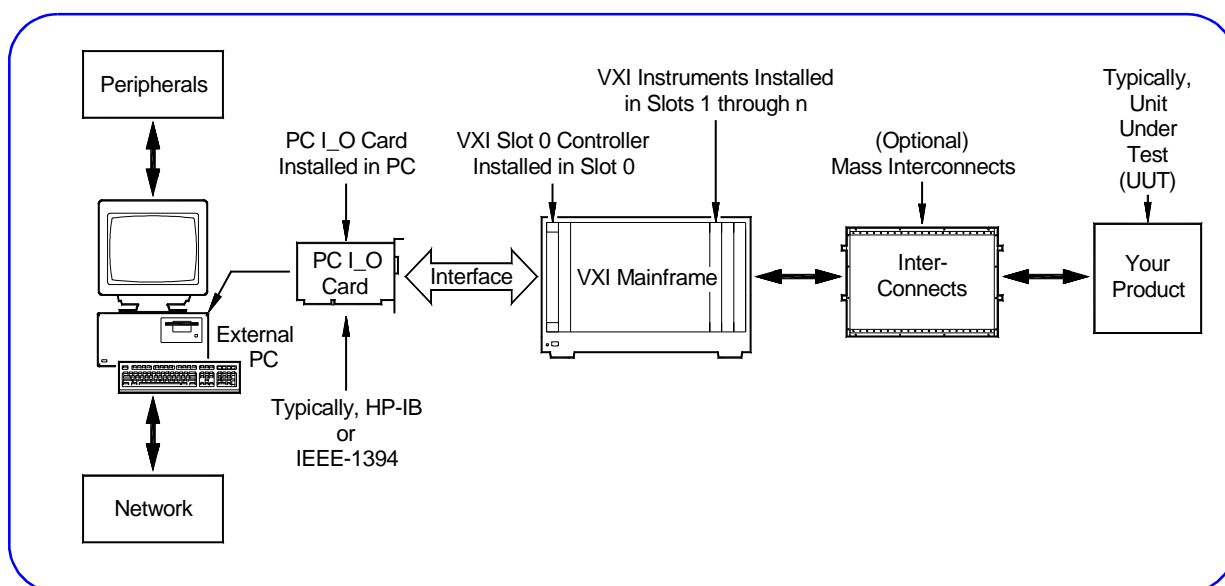 Peripherals
PC I_O Card
Installed in PC
VXI Slot 0 Controller
Installed in Slot 0
VXI Instruments Installed
in Slots 1 through n
(Optional)
Mass Interconnects
Typically,
Unit
Under
Test
(UUT)
External
PC
PC I_O
Card
Interface
VXI Mainframe
Inter-
Connects
Your
Product
Typically, HP-IB
or
IEEE-1394
Network